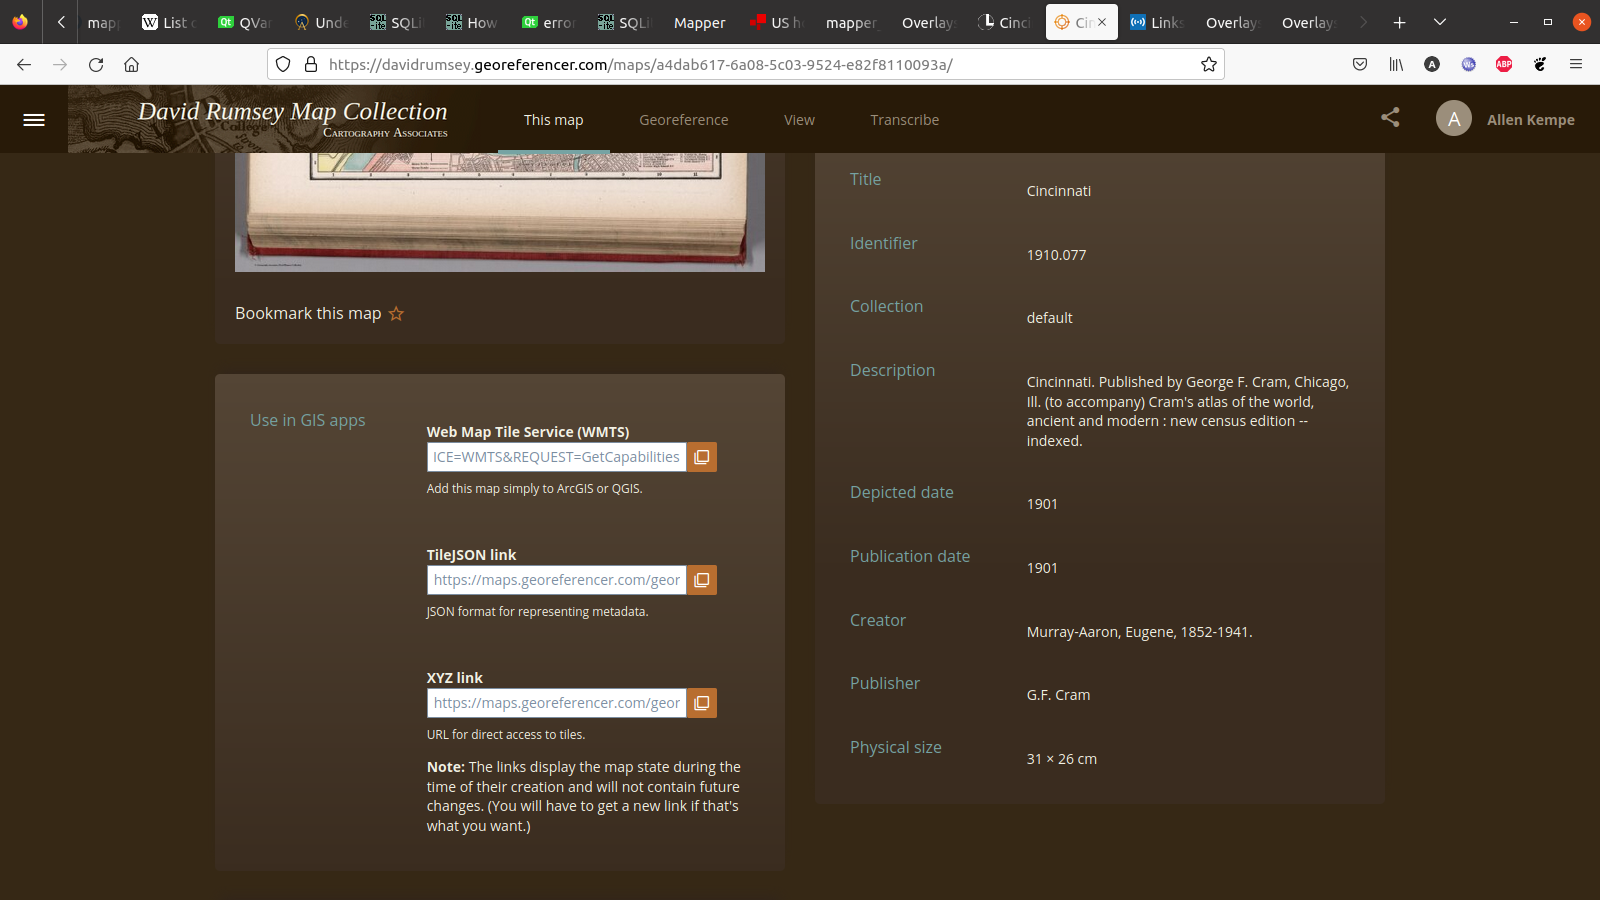 List
QVa
Unde
SQLi
How
erro
SQLi
Mapper
US h
mapper
Overlay
Cinci
Links
Overlay
Overlay
https://davidrumsey.georeferencer.com/maps/a4dab617-6a08-5c03-9524-e82f8110093a/
David Rumsey Map Collection
Cartography Associates
This map
Georeference
View
Transcribe
A
Allen Kempe
Bookmark this map
Use in GIS apps
Web Map Tile Service (WMTS)
ICE=WMTS&REQUEST=GetCapabilities
Add this map simply to ArcGIS or QGIS.
TileJSON link
https://maps.georeferencer.com/geor
JSON format for representing metadata.
XYZ link
https://maps.georeferencer.com/geor
URL for direct access to tiles.
Note: The links display the map state during the
time of their creation and will not contain future
changes. (You will have to get a new link if that's
what you want.)
Title
Cincinnati
Identifier
1910.077
Collection
default
Description
Cincinnati. Published by George F. Cram, Chicago,
Ill. (to accompany) Cram's atlas of the world,
ancient and modern : new census edition --
indexed.
Depicted date
1901
Publication date
1901
Creator
Murray-Aaron, Eugene, 1852-1941.
Publisher
G.F. Cram
Physical size
31 × 26 cm